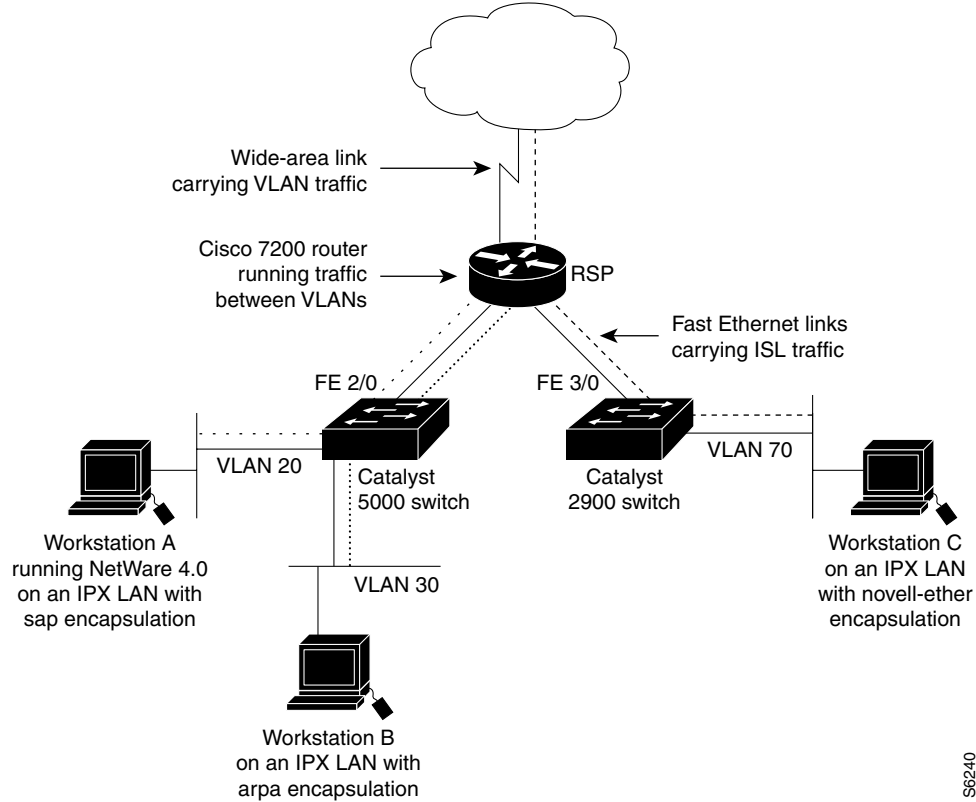 Wide-area link
carrying VLAN traffic
Cisco 7200 router
running traffic
between VLANs
RSP
Fast Ethernet links
carrying ISL traffic
FE 2/0
FE 3/0
VLAN 20
Catalyst
5000 switch
Catalyst
2900 switch
VLAN 70
Workstation A
running NetWare 4.0
on an IPX LAN with
sap encapsulation
VLAN 30
Workstation C
on an IPX LAN
with novell-ether
encapsulation
Workstation B
on an IPX LAN with
arpa encapsulation
S6240